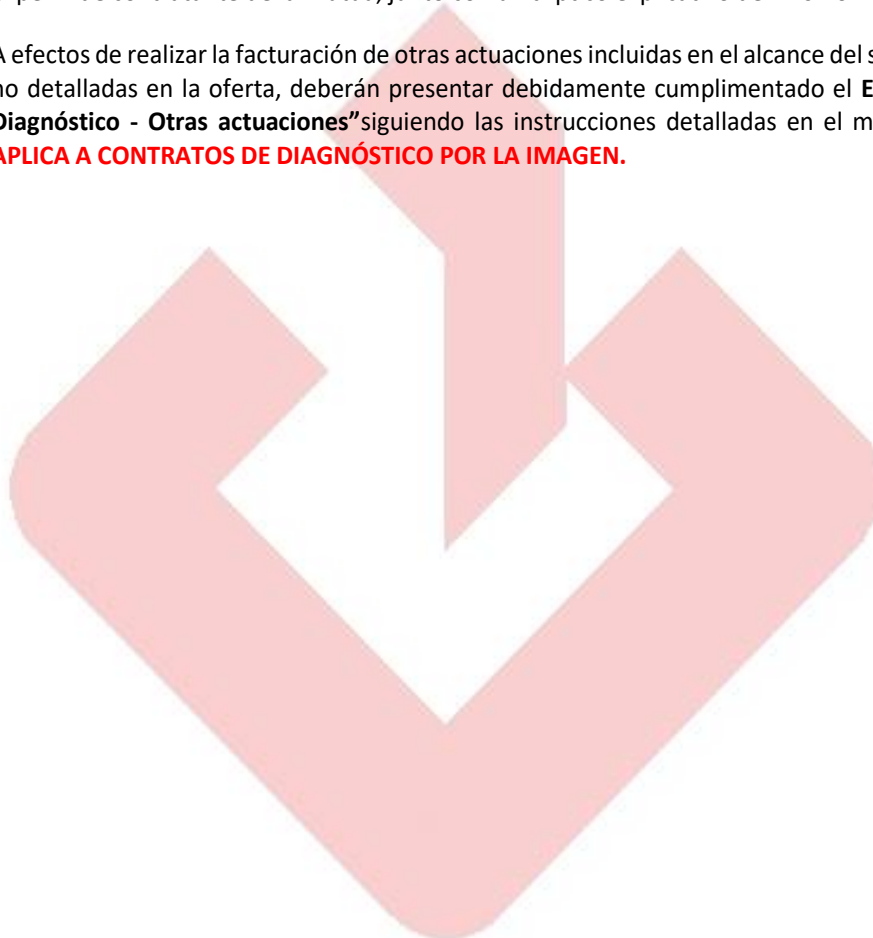 A efectos de realizar la facturación de otras actuaciones incluidas en el alcance del s
no detalladas en la oferta, deberán presentar debidamente cumplimentado el E
Diagnóstico - Otras actuaciones”siguiendo las instrucciones detalladas en el m
APLICA A CONTRATOS DE DIAGNÓSTICO POR LA IMAGEN.